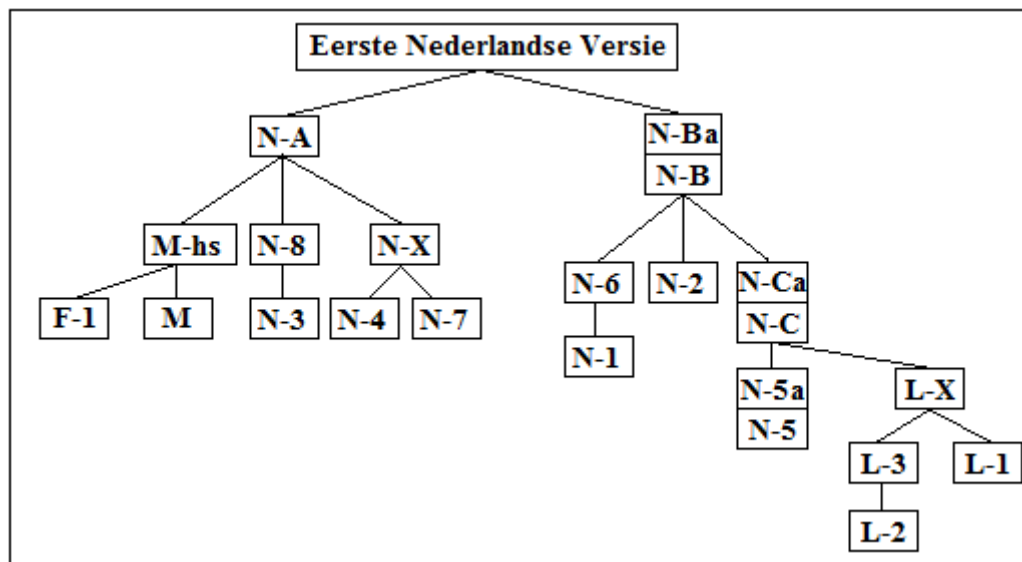 Eerste Nederlandse Versie
N-A
N-Ba
N-B
M-hs
N-8
N-X
N-6
N-2
N-Ca
N-C
F-1
M
N-3
N-4
N-7
N-1
N-5a
N-5
L-X
L-3
L-1
L-2